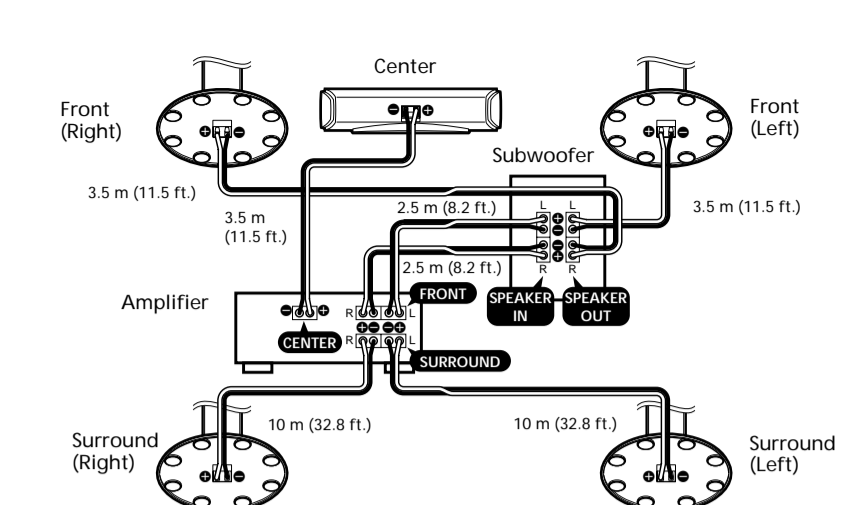 Center
Front
(Right)
Front
(Left)
Subwoofer
3.5 m (11.5 ft.)
3.5 m
(11.5 ft.)
2.5 m (8.2 ft.)
3.5 m (11.5 ft.)
L L
2.5 m (8.2 ft.)
R R
Amplifier
FRONT
SPEAKER
IN
SPEAKER
OUT
R L
CENTER
R L
SURROUND
10 m (32.8 ft.)
10 m (32.8 ft.)
Surround
(Right)
Surround
(Left)